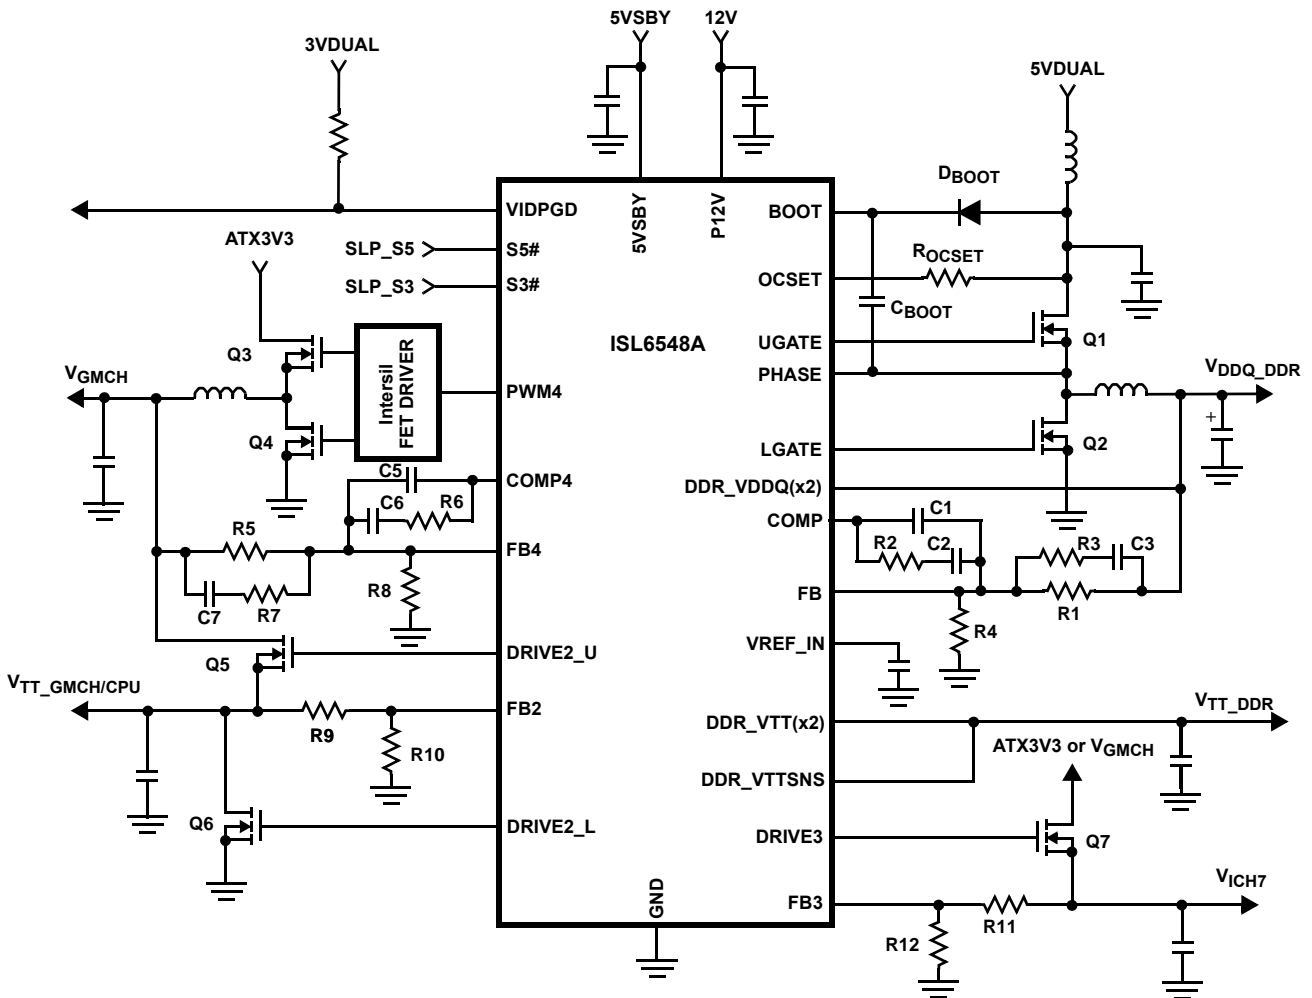 5VSBY
12V
3VDUAL
5VDUAL
DBOOT
VIDPGD
5VSBY
P12V
BOOT
ATX3V3
SLP_S5
S5#
ROCSET
SLP_S3
S3#
OCSET
CBOOT
ISL6548A
Q3
Intersil
FET DRIVER
UGATE
Q1
VGMCH
PHASE
VDDQ_DDR
PWM4
+
Q4
LGATE
Q2
C5
COMP4
DDR_VDDQ(x2)
C6
R6
COMP
C1
R5
R2
C2
R3
C3
FB4
R8
C7
R7
FB
R1
R4
Q5
DRIVE2_U
VREF_IN
VTT_GMCH/CPU
FB2
R9
R10
DDR_VTT(x2)
VTT_DDR
ATX3V3 or VGMCH
DDR_VTTSNS
Q6
DRIVE2_L
DRIVE3
Q7
VICH7
GND
FB3
R11
R12